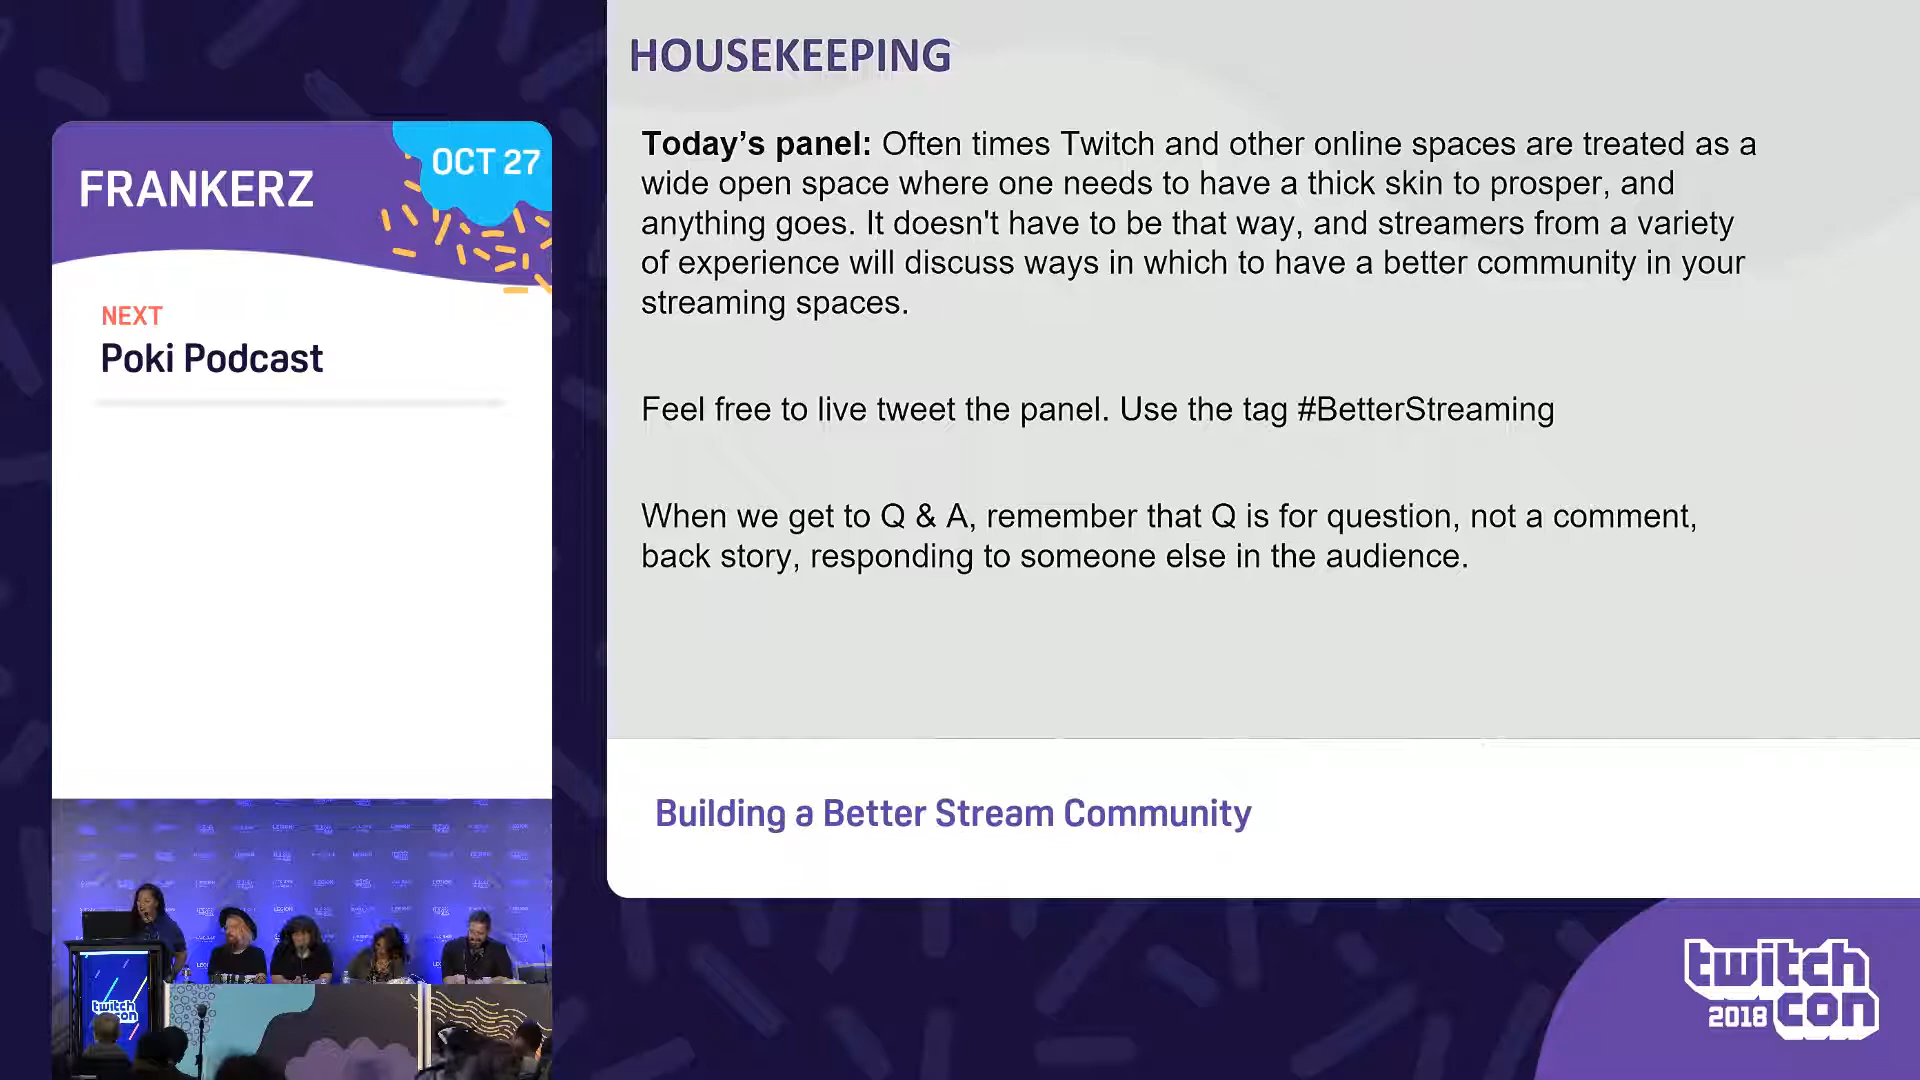 FRANKERZ
OCT 27
NEXT
Poki Podcast
HOUSEKEEPING
Today’s panel: Often times Twitch and other online spaces are treated as a
wide open space where one needs to have a thick skin to prosper, and
anything goes. It doesn't have to be that way, and streamers from a variety
of experience will discuss ways in which to have a better community in your
streaming spaces.
Feel free to live tweet the panel. Use the tag #BetterStreaming
When we get to Q & A, remember that Q is for question, not a comment,
back story, responding to someone else in the audience.
Building a Better Stream Community
twitch
2018 con
twitch
con